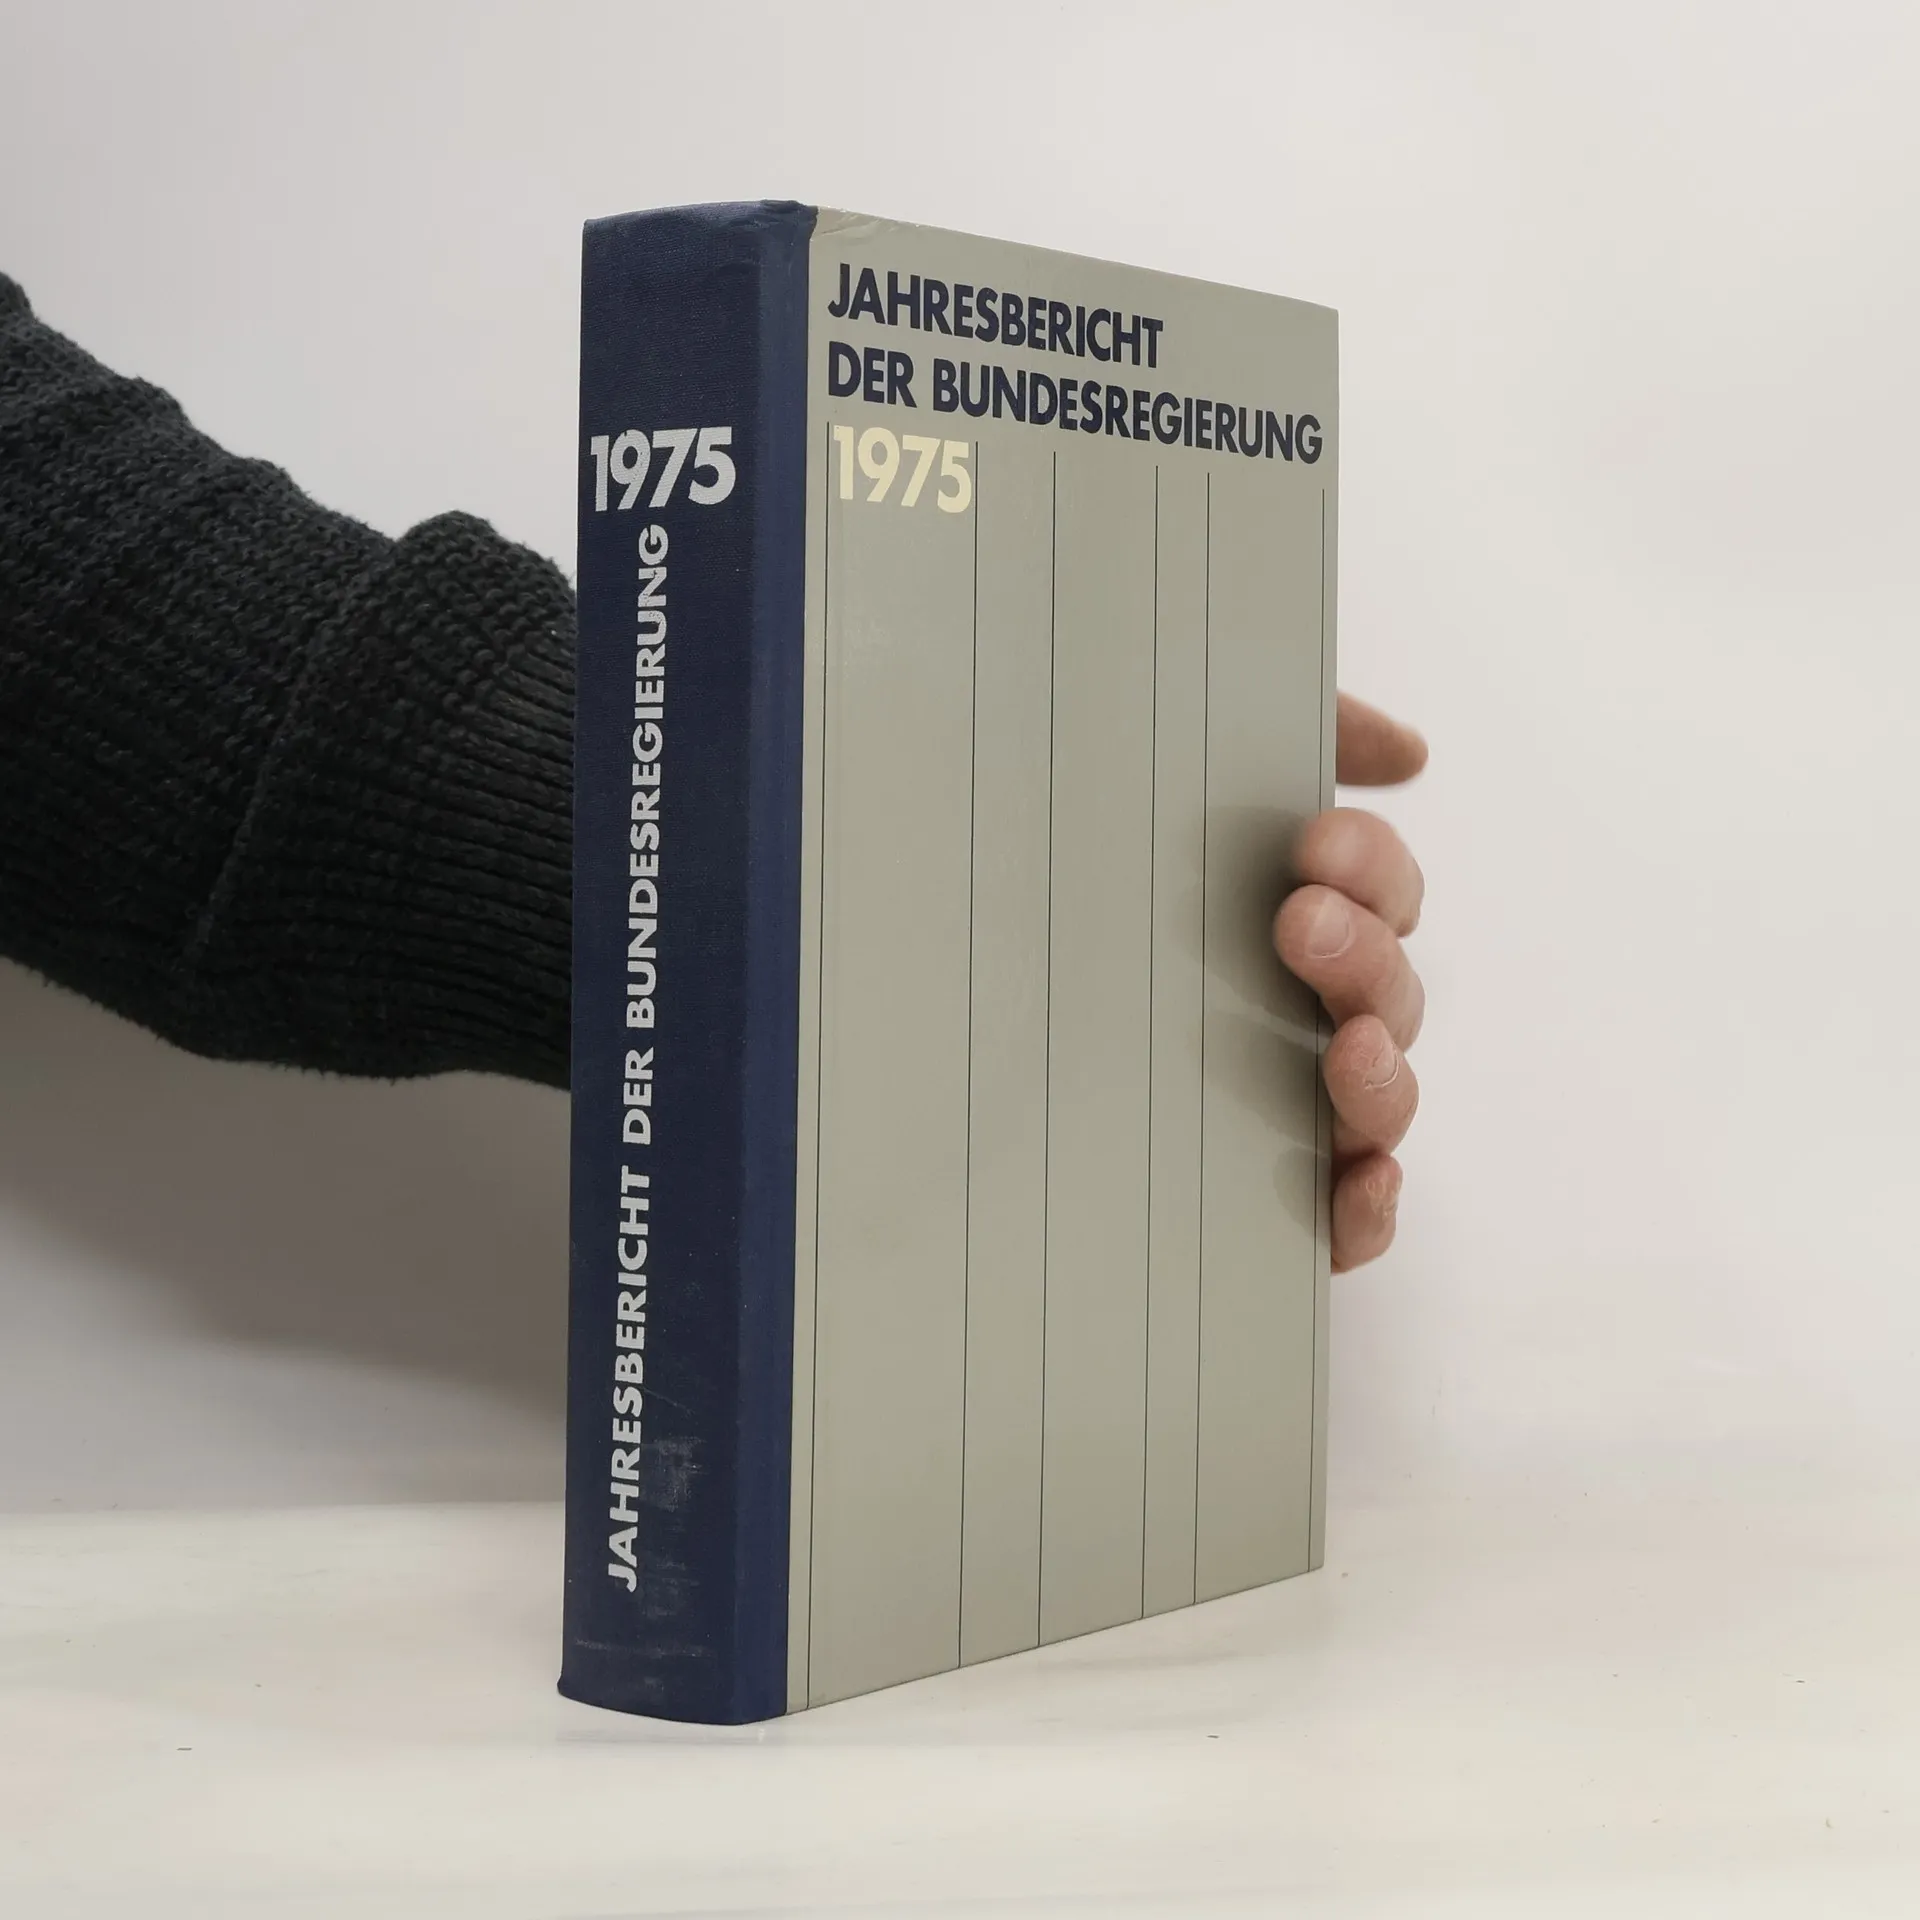 1975
JAHRESBERICHT DER BUNDESREGIERUNG
JAHRESBERICHT
DER BUNDESREGIERUNG
1975